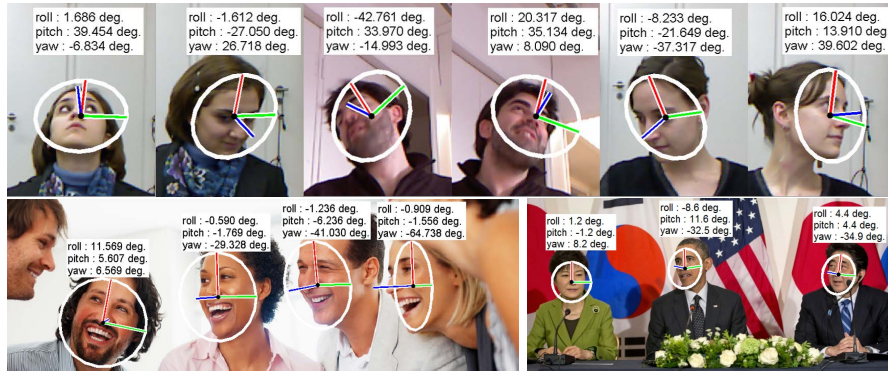 roll : 1.686 deg.
pitch : 39.454 deg.
yaw : -6.834 deg.
roll : -1.612 deg.
pitch : -27.050 deg.
yaw : 26.718 deg.
roll : -42.761 deg.
pitch : 33.970 deg.
yaw : -14.993 deg.
roll : 20.317 deg.
pitch : 35.134 deg.
yaw : 8.090 deg.
roll : -8.233 deg.
pitch : -21.649 deg.
yaw : -37.317 deg.
roll : 16.024 deg.
pitch : 13.910 deg.
yaw : 39.602 deg.
roll : 11.569 deg.
pitch : 5.607 deg.
yaw : 6.569 deg.
roll : -0.590 deg.
pitch : -1.769 deg.
yaw : -29.328 deg.
roll : -1.236 deg.
pitch : -6.236 deg.
yaw : -41.030 deg.
roll : -0.909 deg.
pitch : -1.556 deg.
yaw : -64.738 deg.
roll : 1.2 deg.
pitch : -1.2 deg.
yaw : 8.2 deg.
roll : -8.6 deg.
pitch : 11.6 deg.
yaw : -32.5 deg.
roll : 4.4 deg.
pitch : 4.4 deg.
yaw : -34.9 deg.